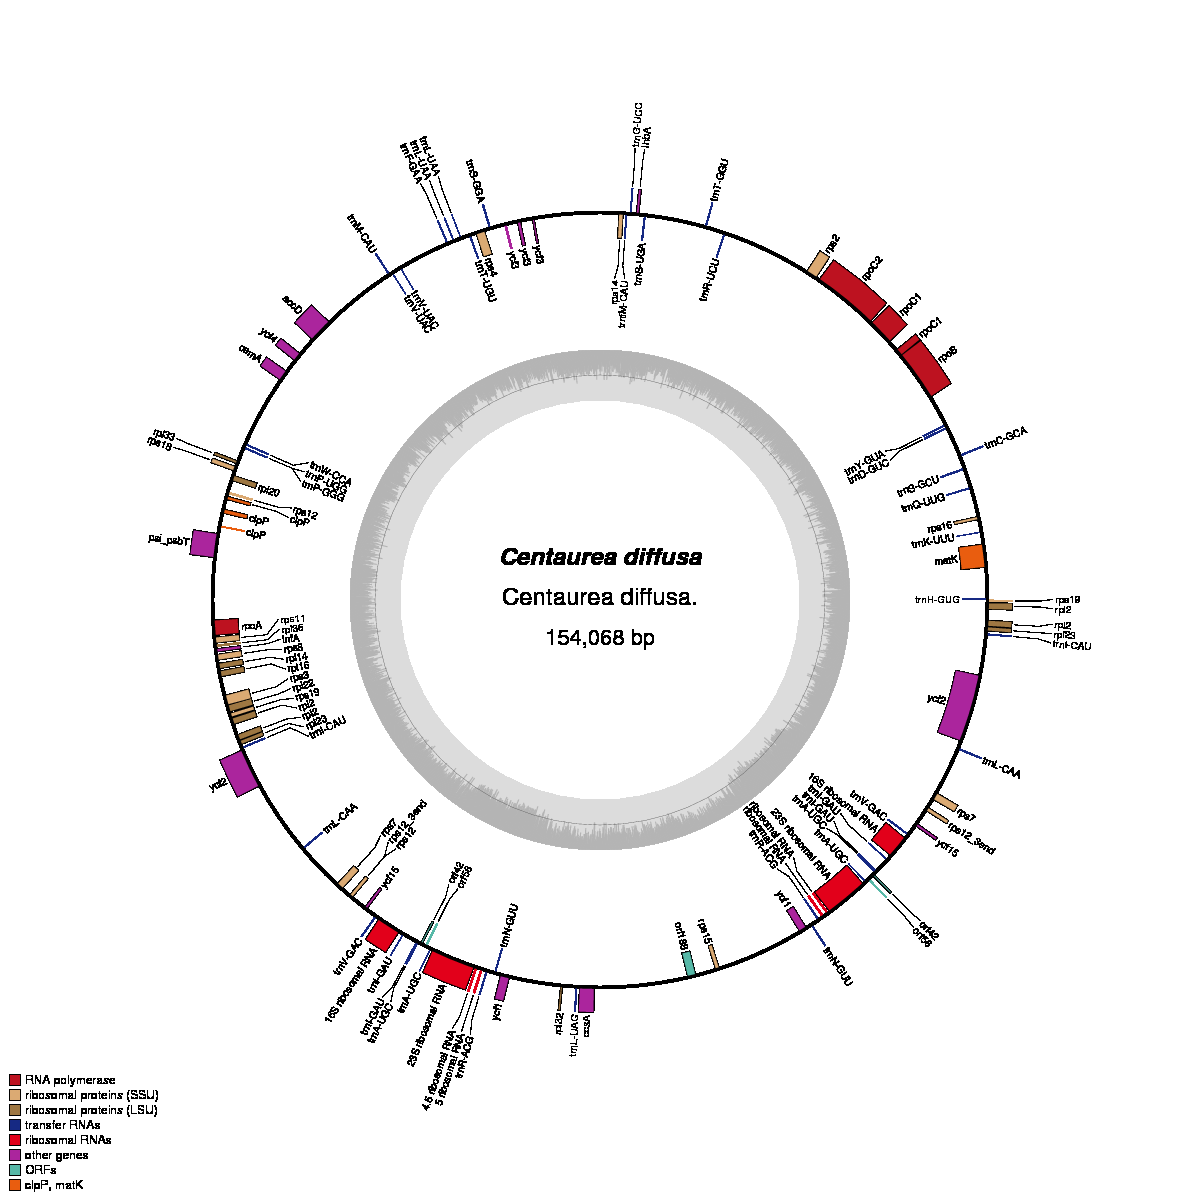 trnG-UCC
lhbA
trnT-GGU
trnL-UAA
trnL-UAA
trnF-GAA
trnS-GGA
trnM-CAU
ycf3
ycf3
ycf3
rps4
trnT-UGU
trnV-UAC
trnV-UAC
rps14
trnfM-CAU
trnS-UGA
trnR-UCU
rps2
rpoC2
rpoC1
rpoC1
rpoB
accD
ycf4
cemA
rpl33
rps18
trnW-CCA
trnP-UGG
trnP-GGG
rpl20
rps12
clpP
clpP
clpP
psi_psbT
trnC-GCA
trnY-GUA
trnD-GUC
trnS-GCU
trnQ-UUG
rps16
trnK-UUU
matK
trnH-GUG
rps19
rpl2
rpl2
rpl23
trnI-CAU
Centaurea diffusa
Centaurea diffusa.
154,068 bp
rpoA
rps11
rpl36
infA
rps8
rpl14
rpl16
rps3
rpl22
rps19
rpl2
rpl2
rpl23
trnI-CAU
ycf2
ycf2
trnL-CAA
trnL-CAA
rps7
rps12_3end
rps12
ycf15
rps7
rps12_3end
ycf15
trnV-GAC
16S ribosomal RNA
trnI-GAU
trnI-GAU
trnA-UGC
trnA-UGC
23S ribosomal RNA
ribosomal RNA
ribosomal RNA
trnR-ACG
orf42
orf56
ycf1
trnN-GUU
rps15
orf188
orf42
orf56
trnN-GUU
trnV-GAC
16S ribosomal RNA
trnI-GAU
trnI-GAU
trnA-UGC
trnA-UGC
23S ribosomal RNA
4.5 ribosomal RNA
5 ribosomal RNA
trnR-ACG
ycf1
rpl32
trnL-UAG
ccsA
RNA polymerase
ribosomal proteins (SSU)
ribosomal proteins (LSU)
transfer RNAs
ribosomal RNAs
other genes
ORFs
clpP, matK